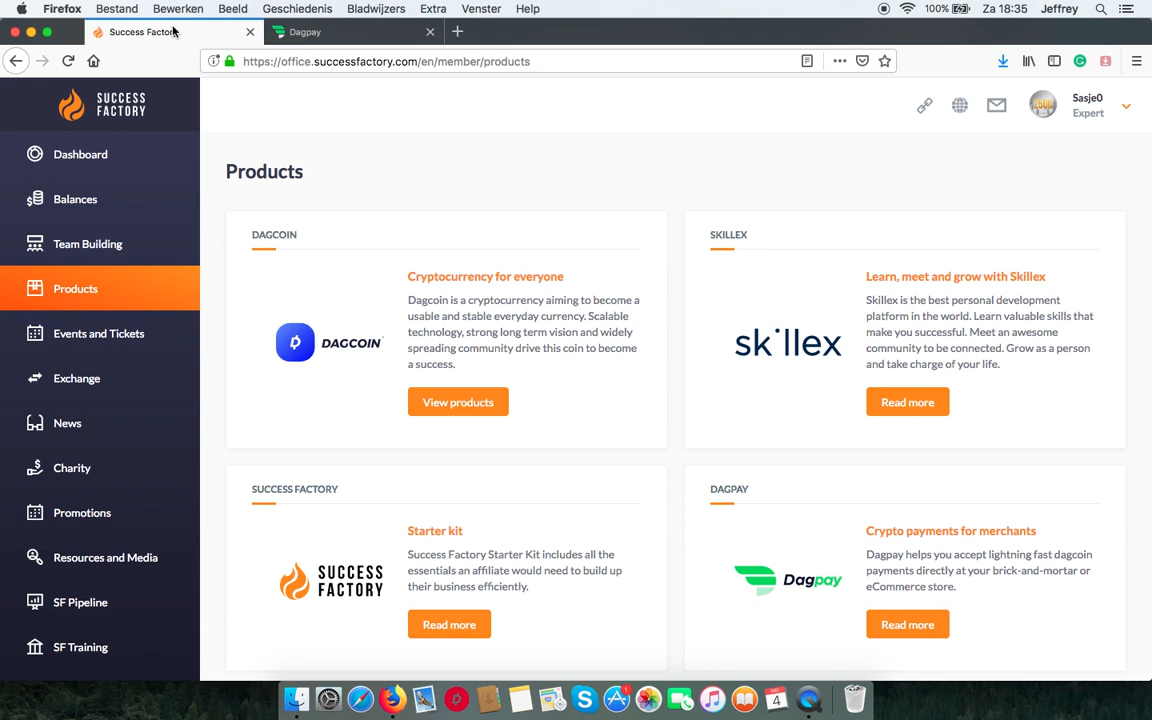 Firefox Bestand Bewerken Beeld Geschiedenis Bladwijzers Extra Venster Help 100% Za 18:35 Jeffrey
Success Factory Dagpay
https://office.successfactory.com/en/member/products
SUCCESS
FACTORY
Sasje0
Expert
Dashboard
Balances
Team Building
Products
Events and Tickets
Exchange
News
Charity
Promotions
Resources and Media
SF Pipeline
SF Training
Products
DAGCOIN
DAGCOIN
Cryptocurrency for everyone
Dagcoin is a cryptocurrency aiming to become a
usable and stable everyday currency. Scalable
technology, strong long term vision and widely
spreading community drive this coin to become
a success.
View products
SKILLEX
skillex
Learn, meet and grow with Skillex
Skillex is the best personal development
platform in the world. Learn valuable skills that
make you successful. Meet an awesome
community to be connected. Grow as a person
and take charge of your life.
Read more
SUCCESS FACTORY
SUCCESS
FACTORY
Starter kit
Success Factory Starter Kit includes all the
essentials an affiliate would need to build up
their business efficiently.
Read more
DAGPAY
Dagpay
Crypto payments for merchants
Dagpay helps you accept lightning fast dagcoin
payments directly at your brick-and-mortar or
eCommerce store.
Read more
1
4